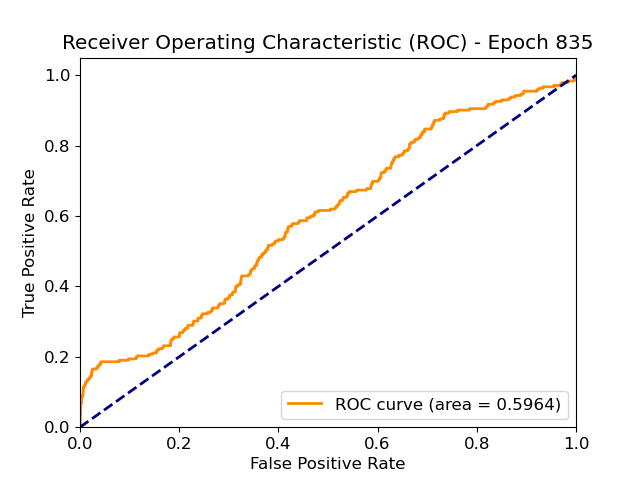 Receiver Operating Characteristic (ROC) - Epoch 835
1.0
0.8
0.6
0.4
0.2
0.0
True Positive Rate
ROC curve (area = 0.5964)
0.0 0.2 0.4 0.6 0.8 1.0
False Positive Rate